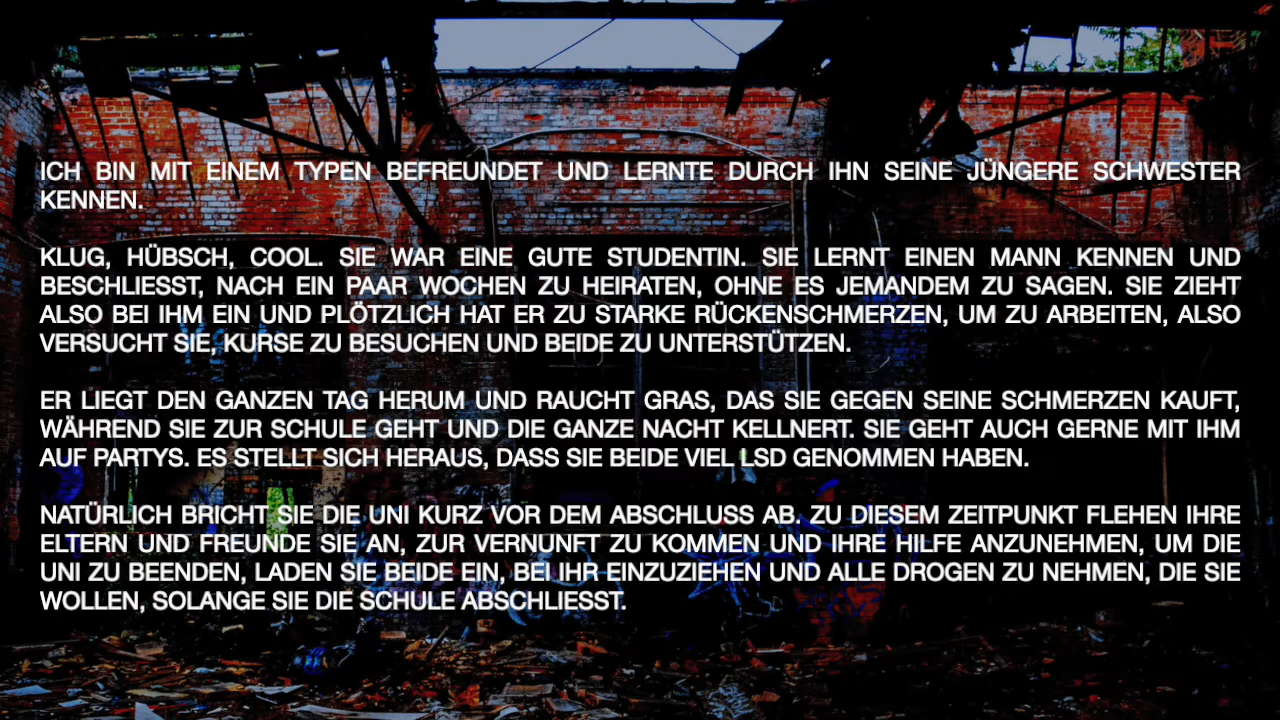 ICH BIN MIT EINEM TYPEN BEFREUNDET UND LERNTE DURCH IHN SEINE JÜNGERE SCHWESTER
KENNEN.
KLUG, HÜBSCH, COOL. SIE WAR EINE GUTE STUDENTIN. SIE LERNT EINEN MANN KENNEN UND
BESCHLIESST, NACH EIN PAAR WOCHEN ZU HEIRATEN, OHNE ES JEMANDEM ZU SAGEN. SIE ZIEHT
ALSO BEI IHM EIN UND PLÖTZLICH HAT ER ZU STARKE RÜCKENSCHMERZEN, UM ZU ARBEITEN, ALSO
VERSUCHT SIE, KURSE ZU BESUCHEN UND BEIDE ZU UNTERSTÜTZEN.
ER LIEGT DEN GANZEN TAG HERUM UND RAUCHT GRAS, DAS SIE GEGEN SEINE SCHMERZEN KAUFT,
WÄHREND SIE ZUR SCHULE GEHT UND DIE GANZE NACHT KELLNERT. SIE GEHT AUCH GERNE MIT IHM
AUF PARTYS. ES STELLT SICH HERAUS, DASS SIE BEIDE VIEL LSD GENOMMEN HABEN.
NATÜRLICH BRICHT SIE DIE UNI KURZ VOR DEM ABSCHLUSS AB. ZU DIESEM ZEITPUNKT FLEHEN IHRE
ELTERN UND FREUNDE SIE AN, ZUR VERNUNFT ZU KOMMEN UND IHRE HILFE ANZUNEHMEN, UM DIE
UNI ZU BEENDEN, LADEN SIE BEIDE EIN, BEI IHR EINZUZIEHEN UND ALLE DROGEN ZU NEHMEN, DIE SIE
WOLLEN, SOLANGE SIE DIE SCHULE ABSCHLIESST.